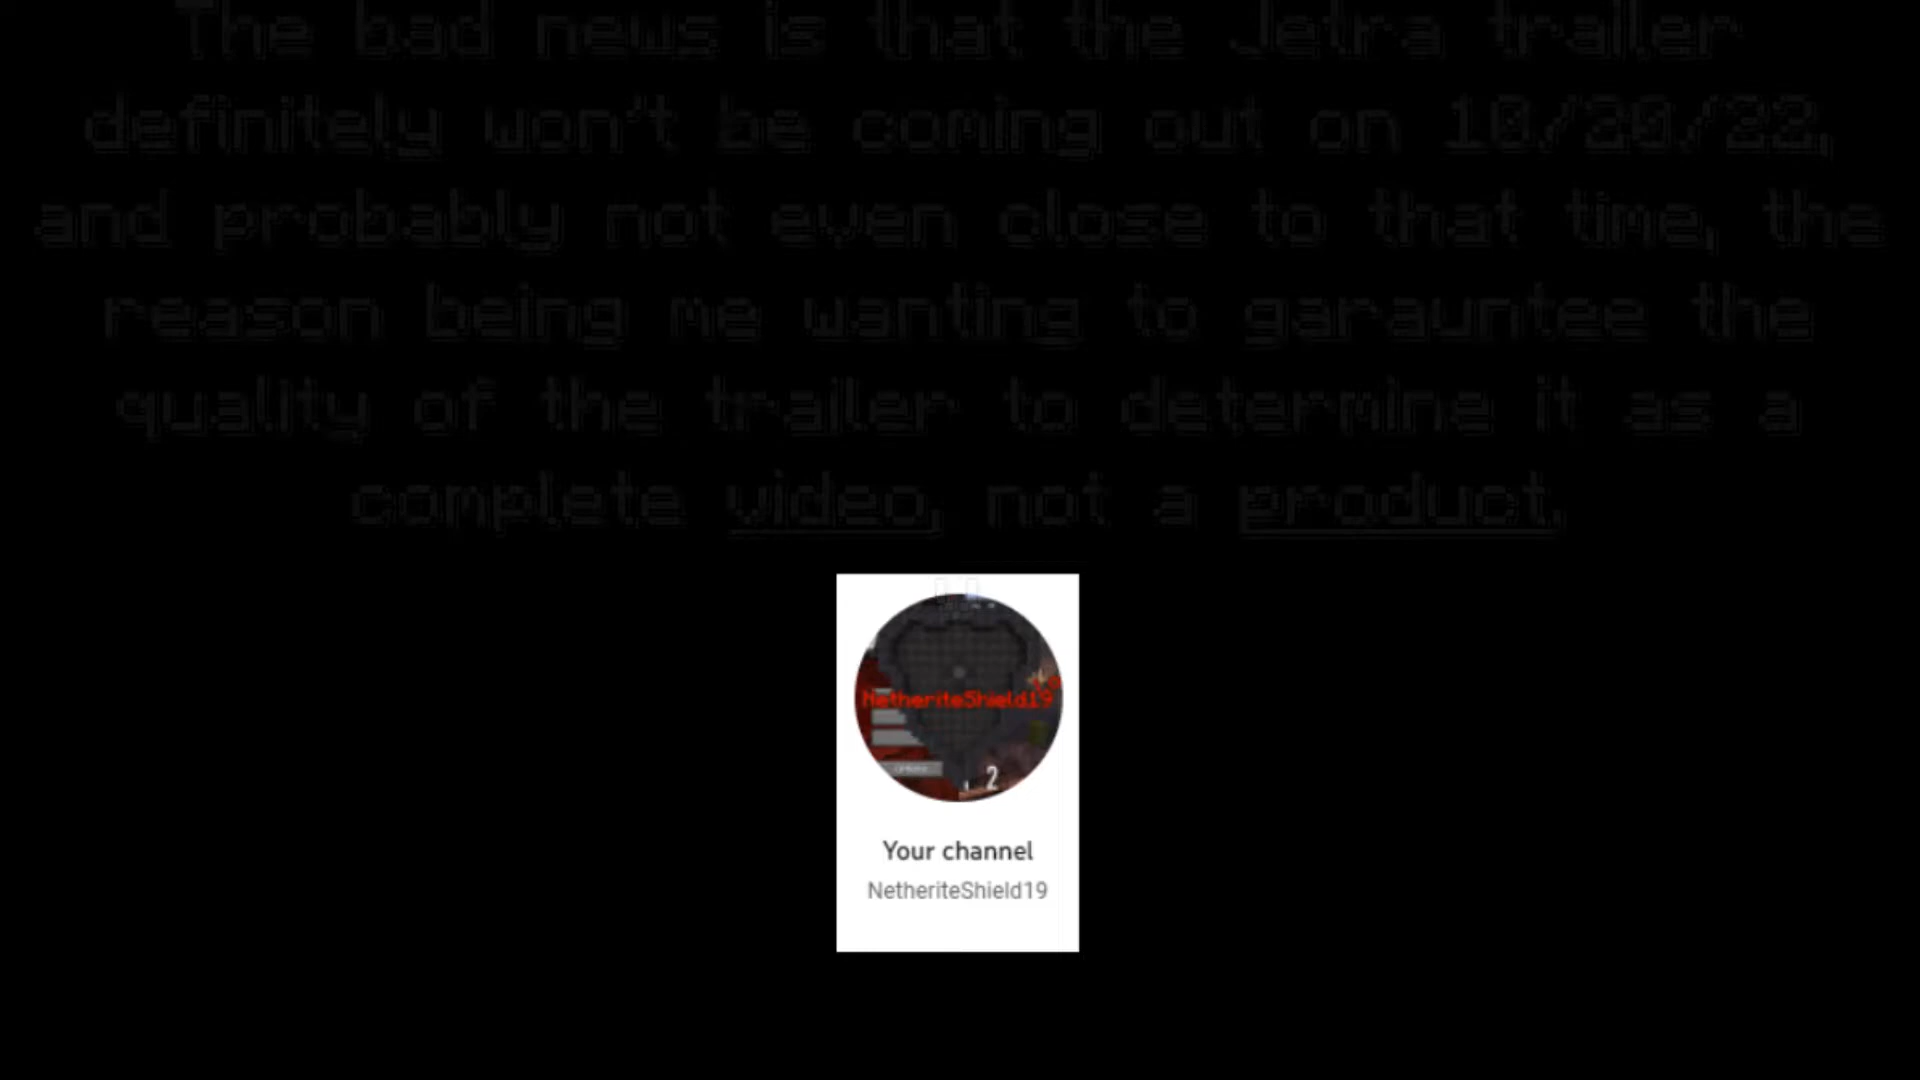 The bad news is that the Jetra trailer
definitely won't be coming out on 10/20/22,
and probably not even close to that time, the
reason being me wanting to garauntee the
quality of the trailer to determine it as a
complete video, not a product.
NetheriteShield19
2
Your channel
NetheriteShield19